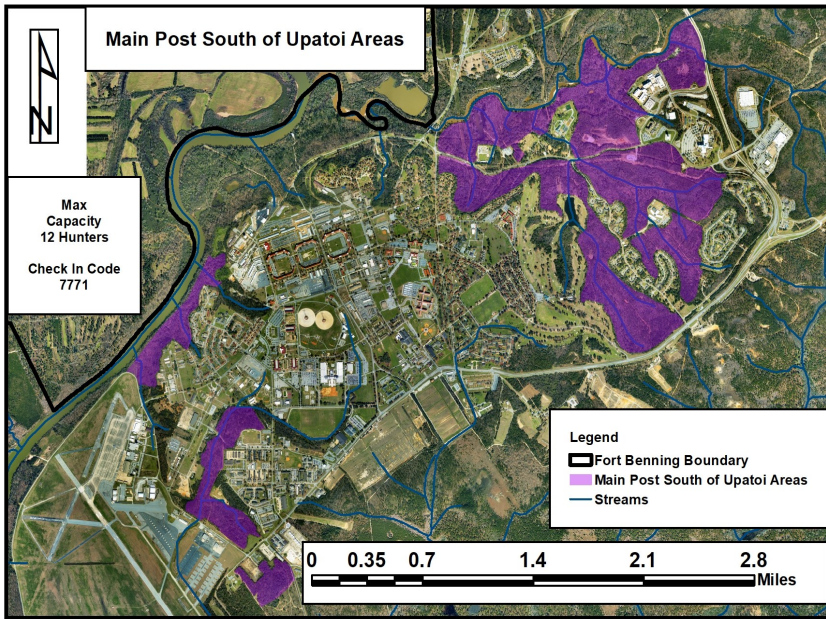 Main Post South of Upatoi Areas
N
Max
Capacity
12 Hunters
Check In Code
7771
Legend
Fort Benning Boundary
Main Post South of Upatoi Areas
Streams
0 0.35 0.7 1.4 2.1 2.8
Miles